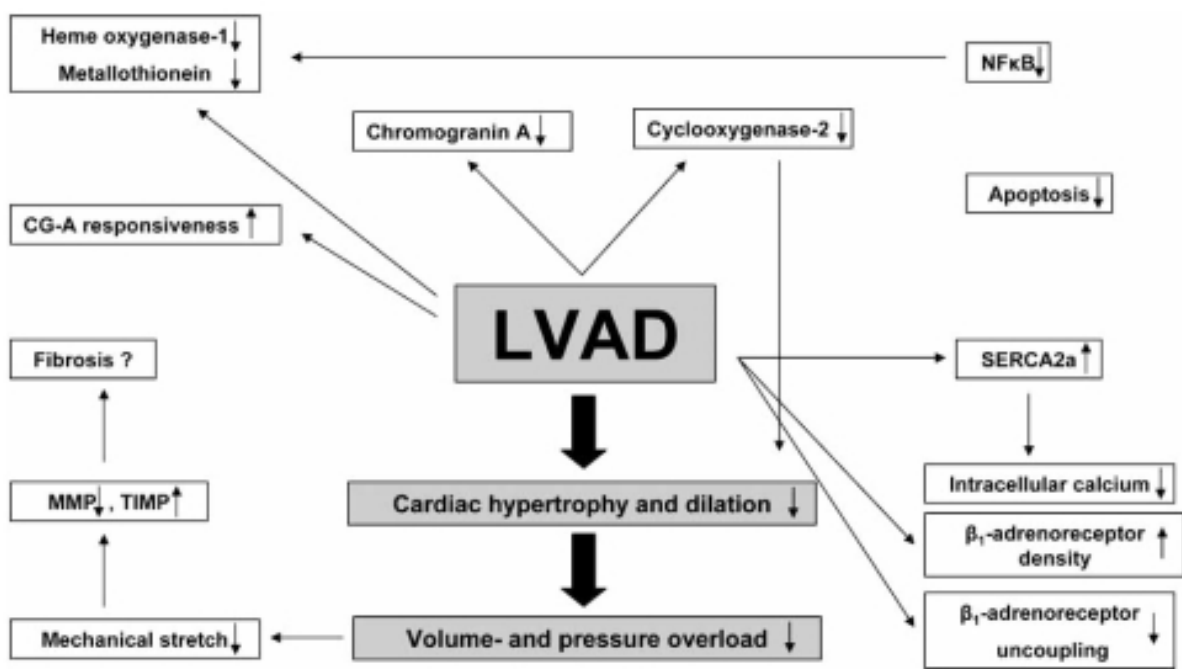 Heme oxygenase-1↓
Metallothionein ↓
NFκB↓
Chromogranin A ↓
Cyclooxygenase-2 ↓
Apoptosis↓
CG-A responsiveness ↑
LVAD
Fibrosis ?
SERCA2a↑
MMP↓, TIMP↑
Cardiac hypertrophy and dilation ↓
Intracellular calcium↓
β₁-adrenoreceptor ↑
density
Mechanical stretch↓
Volume- and pressure overload ↓
β₁-adrenoreceptor ↓
uncoupling